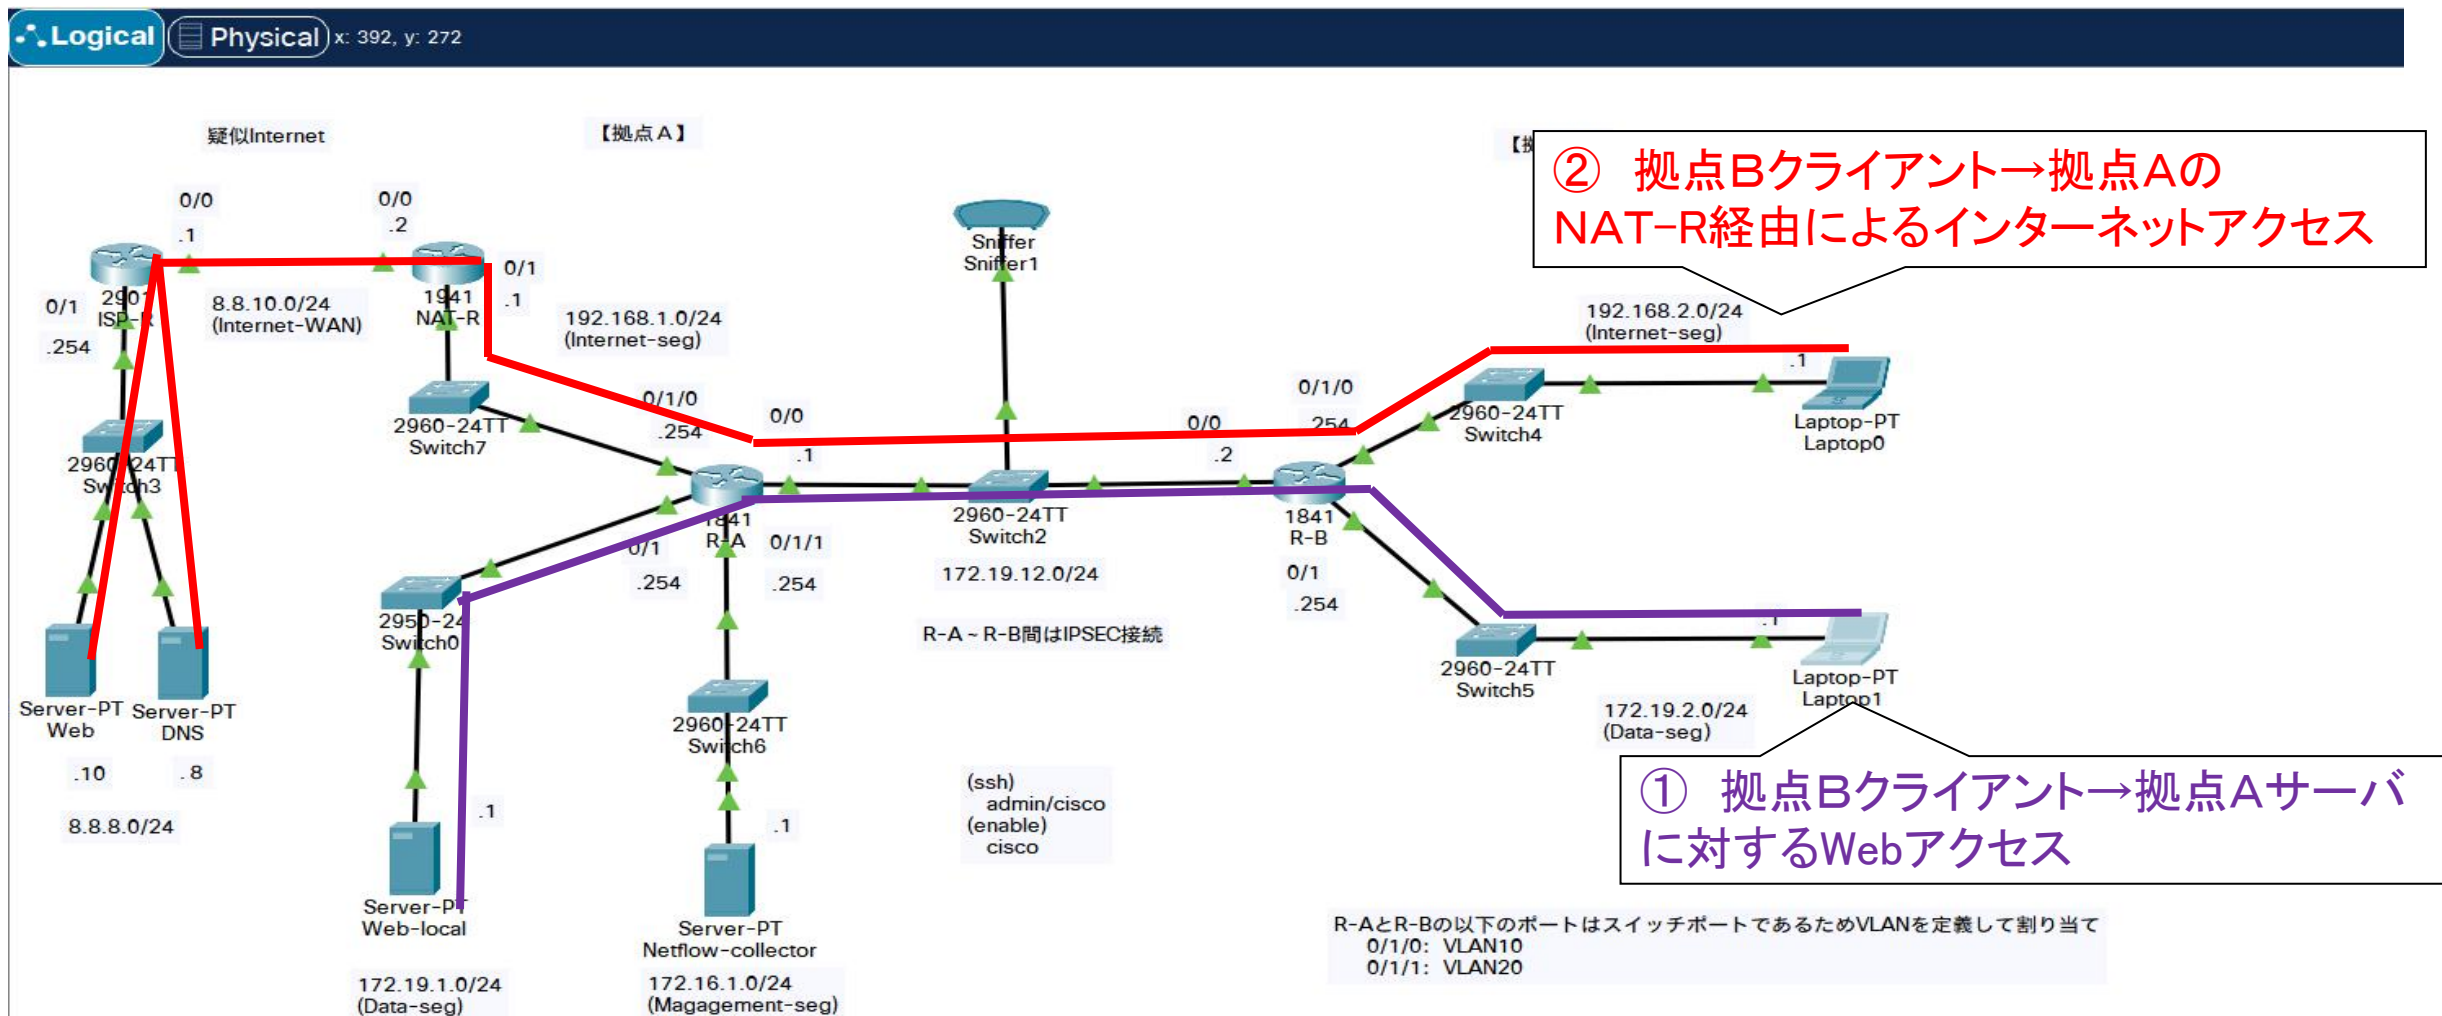 Logical
Physical
x: 392, y: 272
疑似Internet
【拠点A】
② 拠点Bクライアント→拠点Aの
NAT-R経由によるインターネットアクセス
0/0
.1
0/0
.2
Sniffer
Sniffer1
0/1
.1
2901
ISP-R
0/1
.254
8.8.10.0/24
(Internet-WAN)
1941
NAT-R
192.168.1.0/24
(Internet-seg)
192.168.2.0/24
(Internet-seg)
.1
0/1/0
.254
0/0
.1
0/0
.2
0/1/0
.254
2960-24TT
Switch7
2960-24TT
Switch4
Laptop-PT
Laptop0
2960-24TT
Switch3
1841
R-A
2960-24TT
Switch2
1841
R-B
0/1
.254
0/1/1
.254
172.19.12.0/24
0/1
.254
2950-24
Switch0
R-A~R-B間はIPSEC接続
.1
2960-24TT
Switch5
Laptop-PT
Laptop1
Server-PT
Web
Server-PT
DNS
2960-24TT
Switch6
172.19.2.0/24
(Data-seg)
.10
.8
8.8.8.0/24
① 拠点Bクライアント→拠点Aサーバ
に対するWebアクセス
(ssh)
admin/cisco
(enable)
cisco
.1
.1
Server-PT
Web-local
Server-PT
Netflow-collector
172.19.1.0/24
(Data-seg)
172.16.1.0/24
(Magagement-seg)
R-AとR-Bの以下のポートはスイッチポートであるためVLANを定義して割り当て
0/1/0: VLAN10
0/1/1: VLAN20